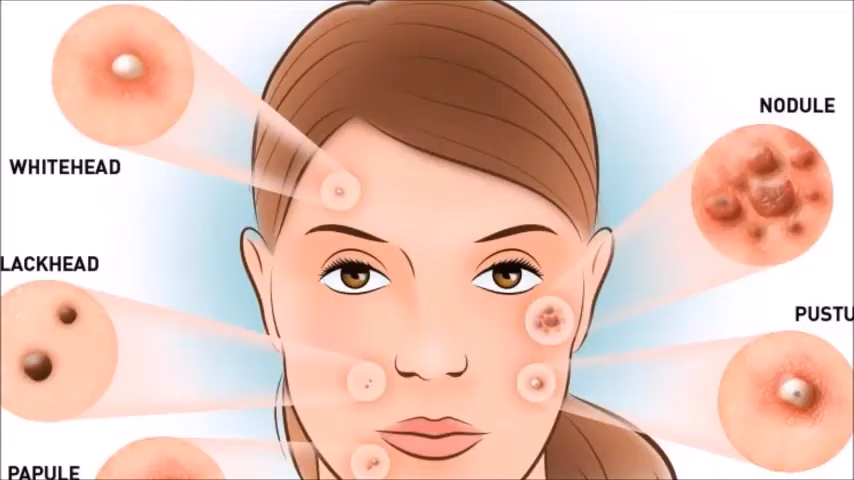 NODULE
WHITEHEAD
LACKHEAD
PUSTU
PAPULE